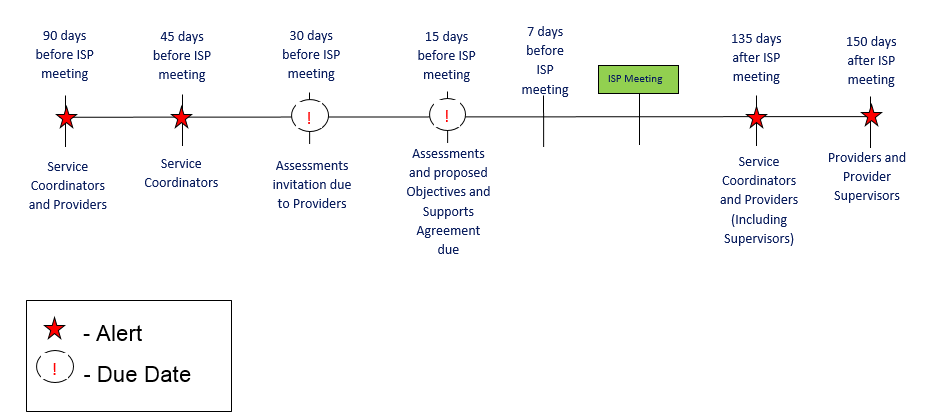 90 days
before ISP
meeting
45 days
before ISP
meeting
30 days
before ISP
meeting
15 days
before ISP
meeting
7 days
before
ISP
meeting
ISP Meeting
135 days
after ISP
meeting
150 days
after ISP
meeting
!
!
Service
Coordinators
and Providers
Service
Coordinators
Assessments
invitation due
to Providers
Assessments
and proposed
Objectives and
Supports
Agreement
due
Service
Coordinators
and Providers
(Including
Supervisors)
Providers and
Provider
Supervisors
- Alert
! - Due Date